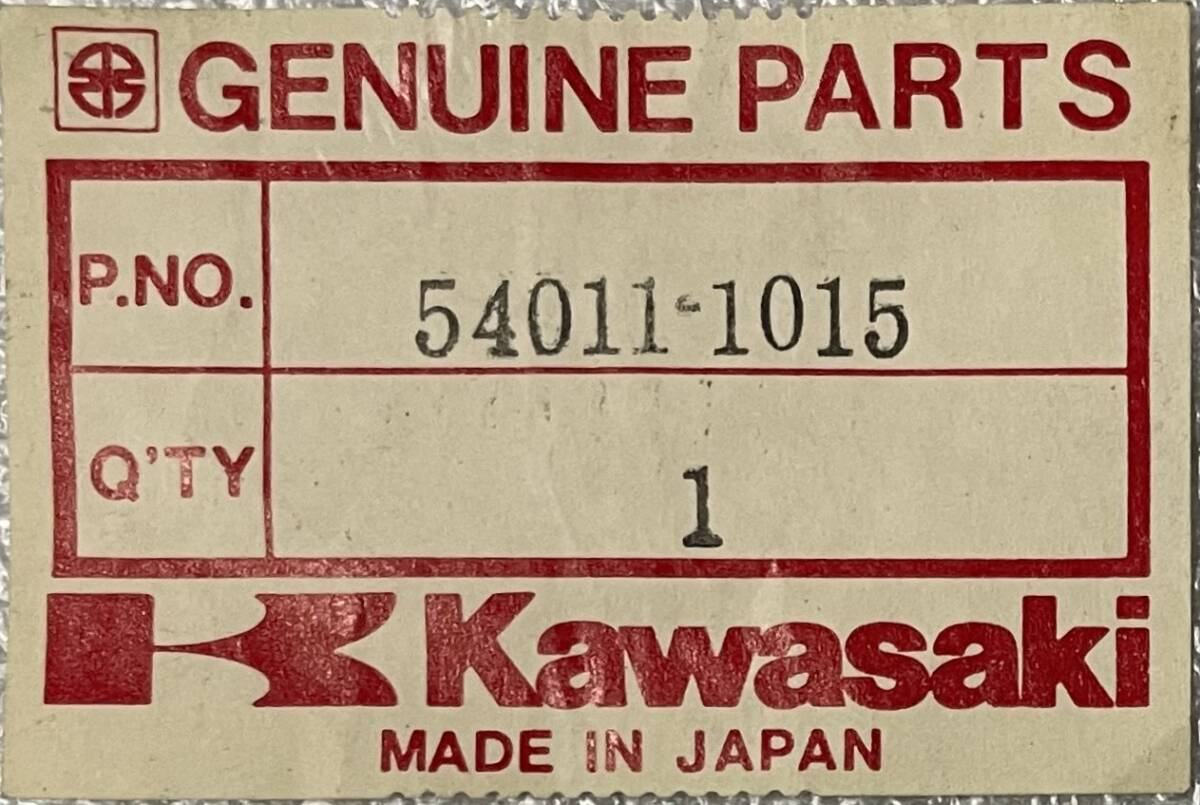 GENUINE PARTS
P.NO. 54011-1015
Q'TY 1
Kawasaki
MADE IN JAPAN